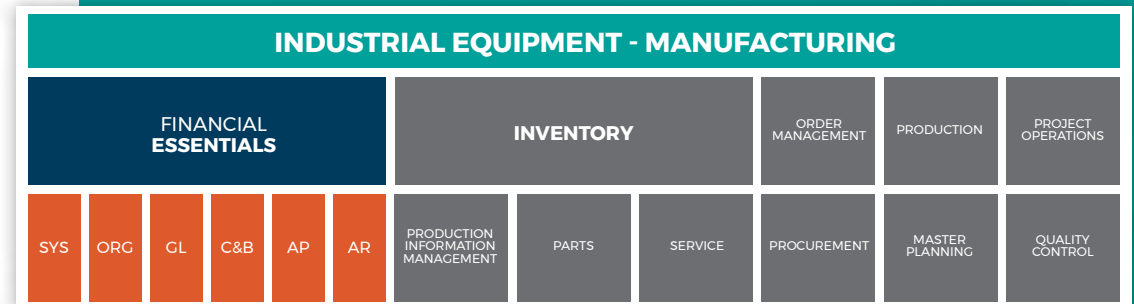 INDUSTRIAL EQUIPMENT - MANUFACTURING
FINANCIAL
ESSENTIALS
INVENTORY
ORDER
MANAGEMENT
PRODUCTION
PROJECT
OPERATIONS
SYS
ORG
GL
C&B
AP
AR
PRODUCTION
INFORMATION
MANAGEMENT
PARTS
SERVICE
PROCUREMENT
MASTER
PLANNING
QUALITY
CONTROL